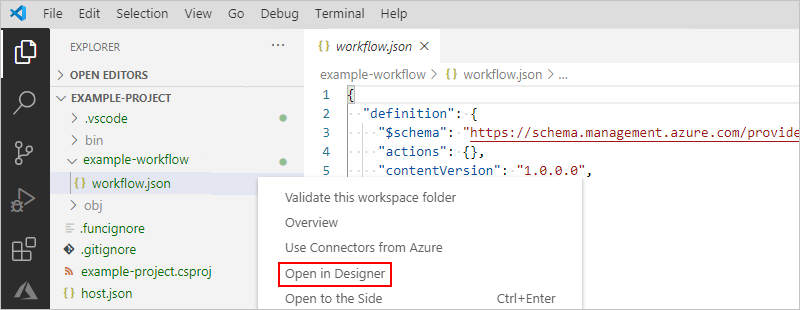 File Edit Selection View Go Debug Terminal Help
EXPLORER ...
OPEN EDITORS
EXAMPLE-PROJECT
.vscode
bin
example-workflow
{} workflow.json
obj
.funcignore
.gitignore
example-project.csproj
{} host.json
{} workflow.json ×
example-workflow > {} workflow.json > ...
1 {
2 "definition": {
3 "$schema": "https://schema.management.azure.com/provide
4 "actions": {},
5 "contentVersion": "1.0.0.0",
Validate this workspace folder
Overview
Use Connectors from Azure
Open in Designer
Open to the Side Ctrl+Enter